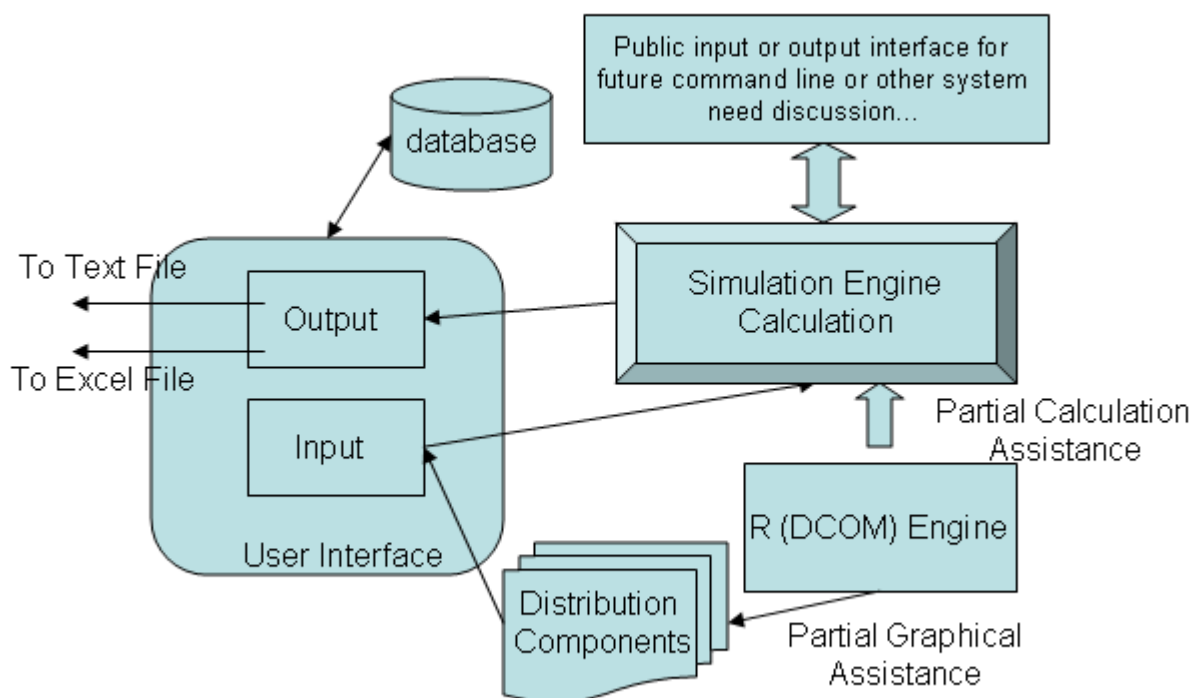 Public input or output interface for
future command line or other system
need discussion...
database
To Text File
Output
To Excel File
Input
User Interface
Simulation Engine
Calculation
Partial Calculation
Assistance
R (DCOM) Engine
Distribution
Components
Partial Graphical
Assistance